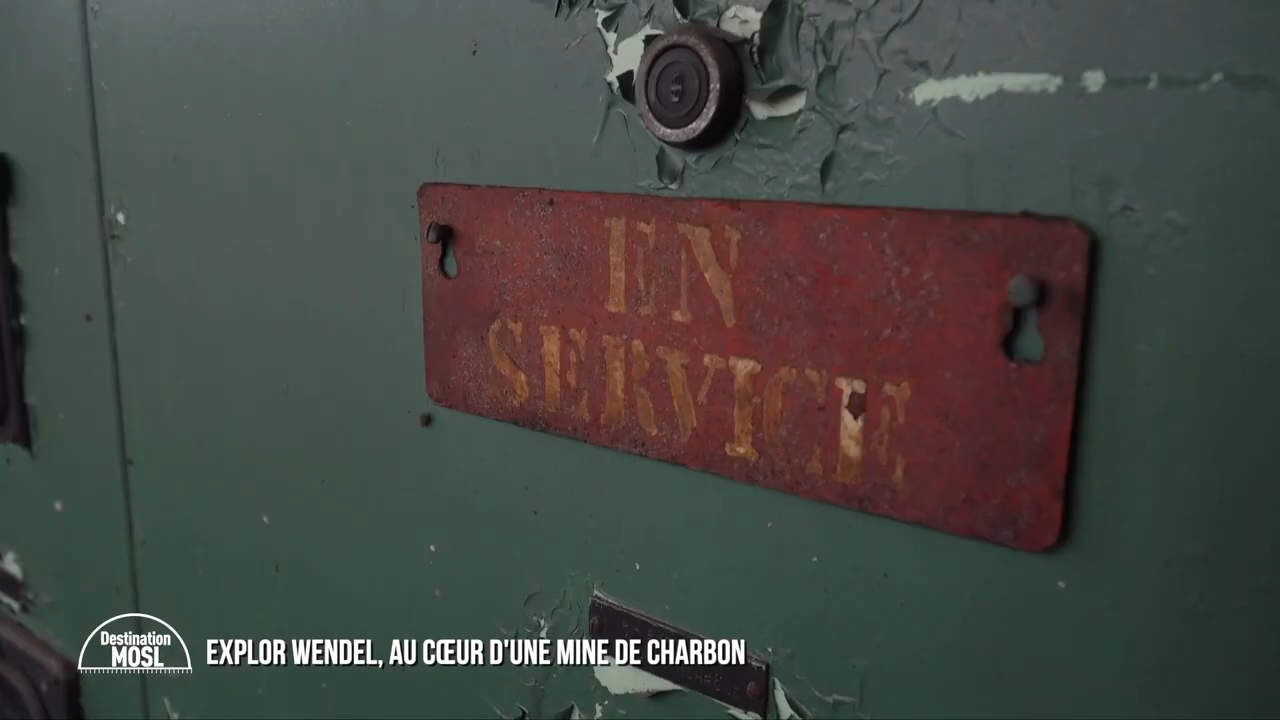 EN
SERVICE
Destination
MOSL
EXPLOR WENDEL, AU CŒUR D'UNE MINE DE CHARBON